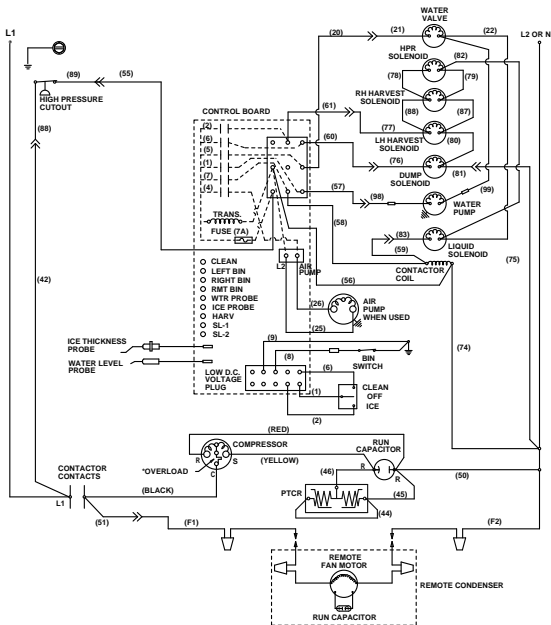 WATER
VALVE
L1
(20)
(21)
(22)
L2 OR N
HPR
SOLENOID
(82)
(89)
(55)
(78)
(79)
HIGH PRESSURE
CUTOUT
RH HARVEST
SOLENOID
CONTROL BOARD
(61)
(88)
(87)
(88)
(2)
(6)
(5)
(1)
(7)
(4)
(60)
(77)
LH HARVEST
SOLENOID
(80)
(76)
DUMP
SOLENOID
(81)
(57)
(98)
(99)
WATER
PUMP
TRANS.
FUSE (7A)
(58)
(83)
(59)
LIQUID
SOLENOID
(75)
L2
AIR
PUMP
CONTACTOR
COIL
(56)
(42)
CLEAN
LEFT BIN
RIGHT BIN
RMT BIN
WTR PROBE
ICE PROBE
HARV
SL-1
SL-2
(26)
AIR
PUMP
WHEN USED
(25)
ICE THICKNESS
PROBE
WATER LEVEL
PROBE
(9)
(8)
BIN
SWITCH
(74)
LOW D.C.
VOLTAGE
PLUG
(6)
(1)
(2)
CLEAN
OFF
ICE
(RED)
COMPRESSOR
RUN
CAPACITOR
R
S
C
(YELLOW)
R
R
*OVERLOAD
(46)
(50)
CONTACTOR
CONTACTS
(BLACK)
PTCR
(45)
(44)
L1
(51)
(F1)
(F2)
REMOTE
FAN MOTOR
REMOTE CONDENSER
RUN CAPACITOR